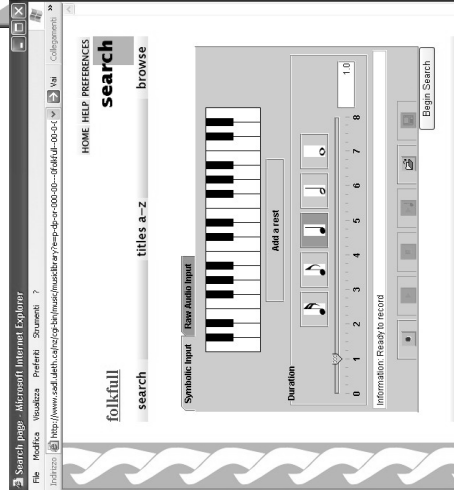 Search page - Microsoft Internet Explorer
File Modifica Visualizza Preferiti Strumenti ?
Indirizzo http://www.sadl.uleth.ca/nz/cgi-bin/music/musiclibrary?e=p-dp-or-000-00---0folkfull--00-0-( Vai Collegamenti »
HOME HELP PREFERENCES
folkfull
search
search titles a-z browse
Symbolic Input Raw Audio Input
Add a rest
Duration
0 1 2 3 4 5 6 7 8
1.0
Information: Ready to record
Begin Search